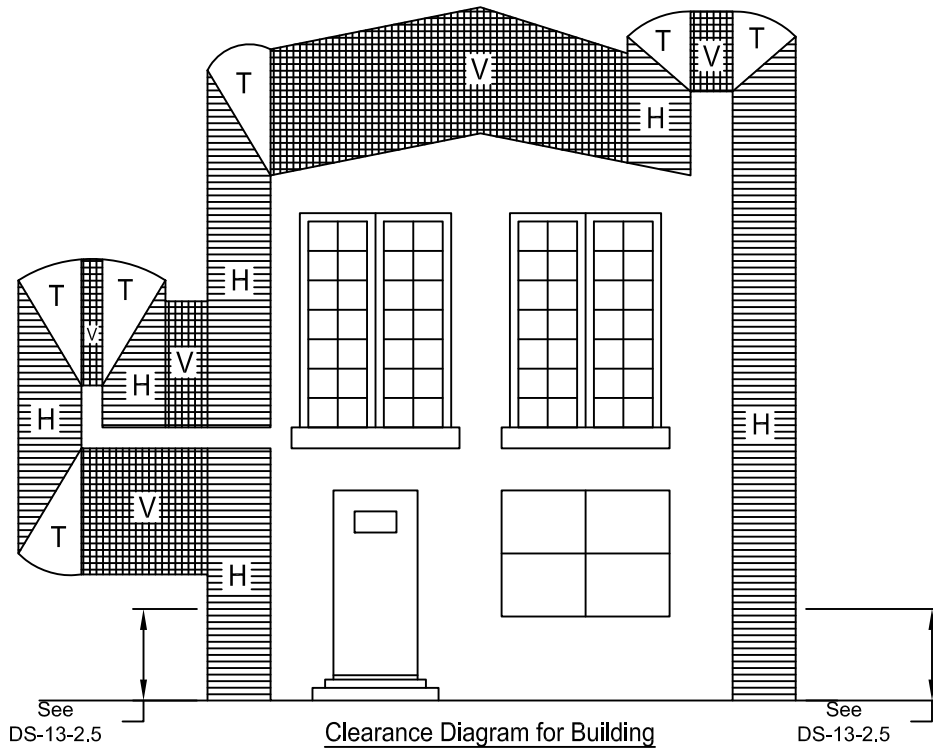 T V T
T V H
H
T T
V V
H H
H
V
T
H
See
DS-13-2.5
Clearance Diagram for Building
See
DS-13-2.5